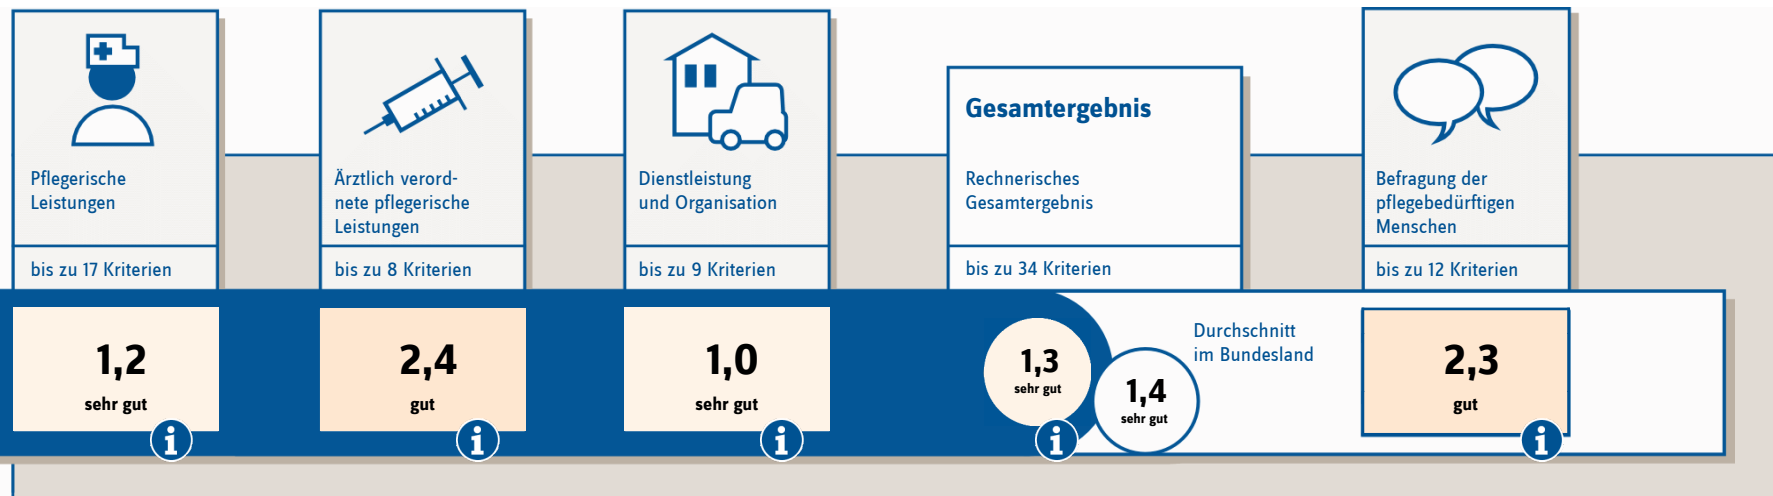 Pflegerische
Leistungen
bis zu 17 Kriterien
1,2
sehr gut
i
Ärztlich verord-
nete pflegerische
Leistungen
bis zu 8 Kriterien
2,4
gut
i
Dienstleistung
und Organisation
bis zu 9 Kriterien
1,0
sehr gut
i
Gesamtergebnis
Rechnerisches
Gesamtergebnis
bis zu 34 Kriterien
1,3
sehr gut
i
1,4
sehr gut
Durchschnitt
im Bundesland
Befragung der
pflegebedürftigen
Menschen
bis zu 12 Kriterien
2,3
gut
i